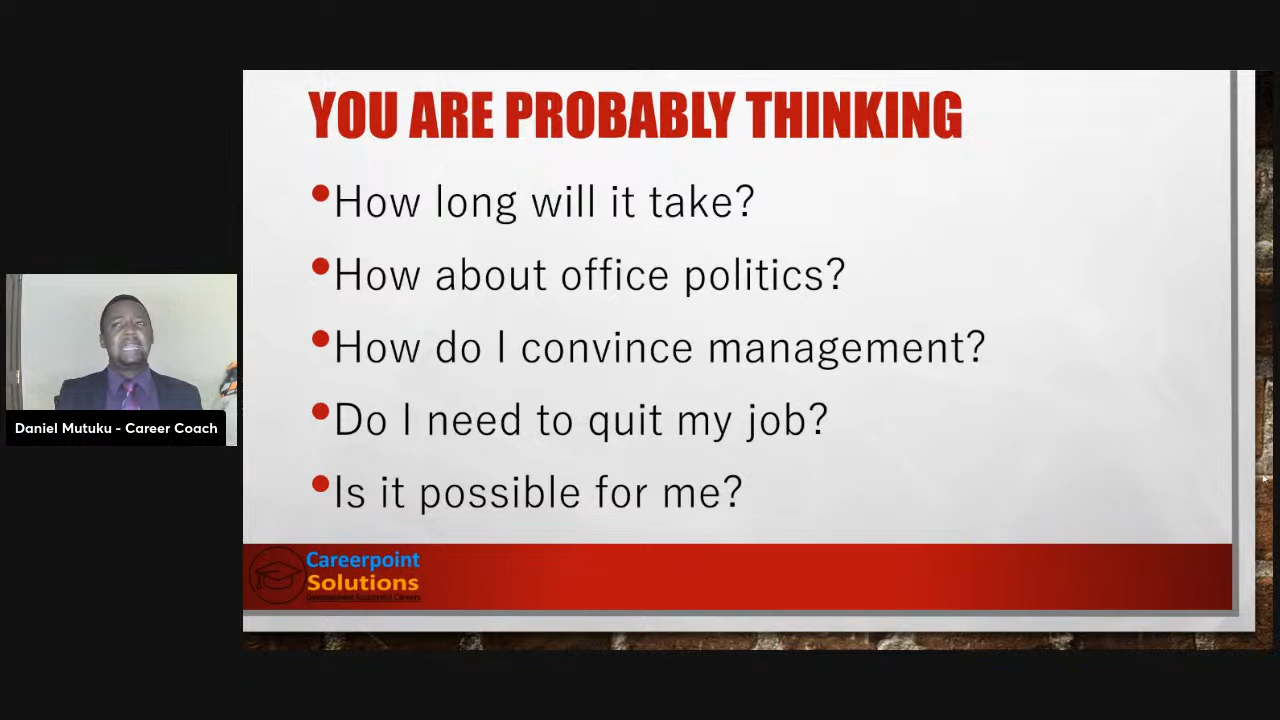 YOU ARE PROBABLY THINKING
•How long will it take?
•How about office politics?
•How do I convince management?
•Do I need to quit my job?
•Is it possible for me?
Daniel Mutuku - Career Coach
Careerpoint
Solutions